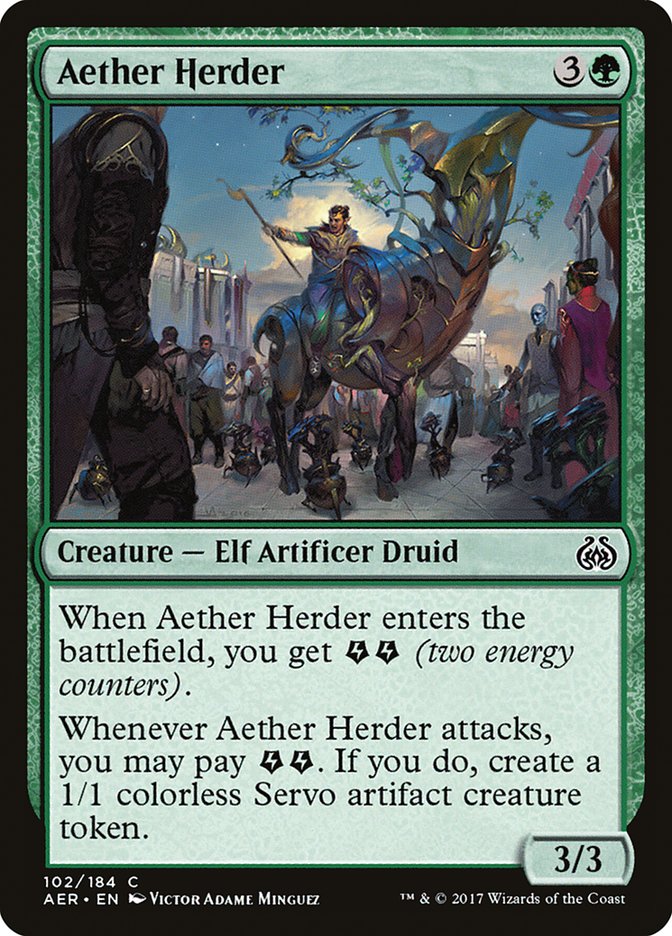 Aether Herder 3
Creature — Elf Artificer Druid
When Aether Herder enters the
battlefield, you get (two energy
counters).
Whenever Aether Herder attacks,
you may pay . If you do, create a
1/1 colorless Servo artifact creature
token.
3/3
102/184 C
AER • EN Victor Adame Minguez
™ & © 2017 Wizards of the Coast